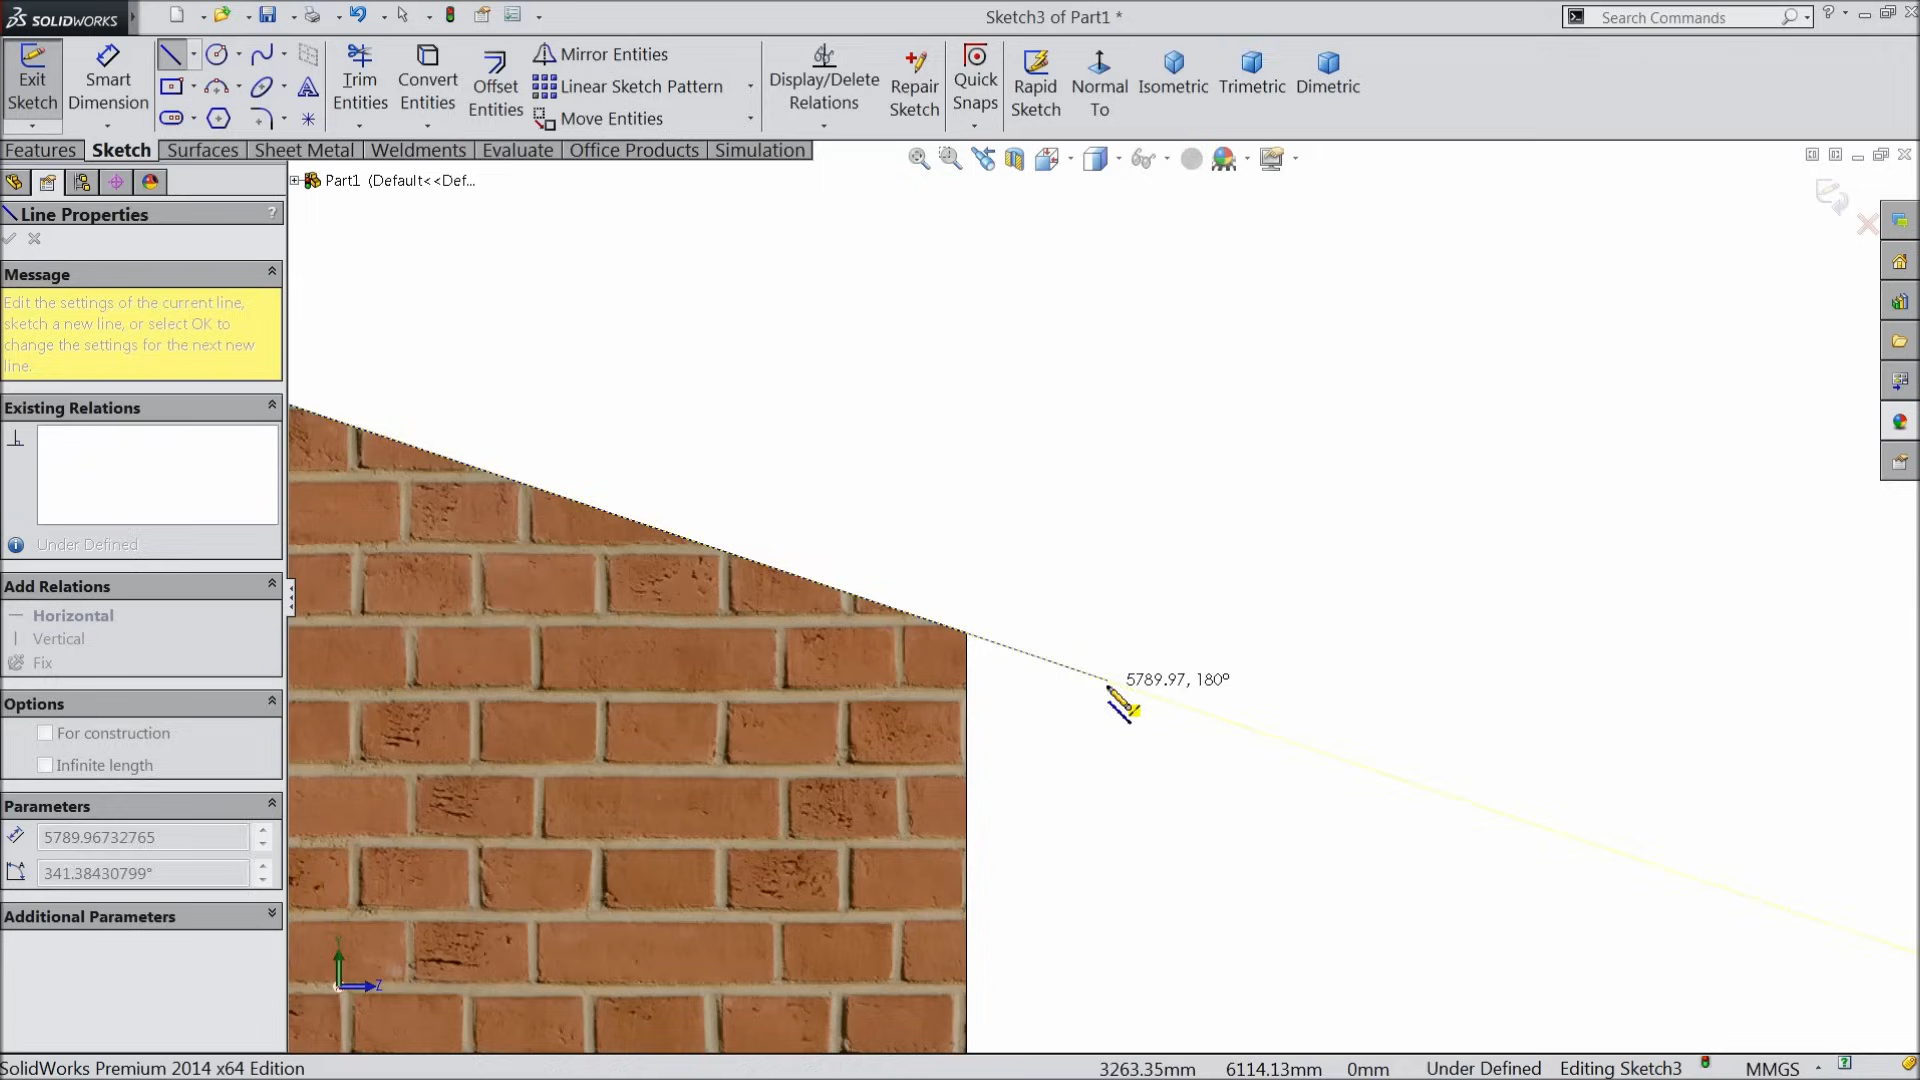 SOLIDWORKS
Sketch3 of Part1 *
Search Commands
Exit Sketch
Smart Dimension
Trim Entities
Convert Entities
Offset Entities
Mirror Entities
Linear Sketch Pattern
Move Entities
Display/Delete Relations
Repair Sketch
Quick Snaps
Rapid Sketch
Normal To
Isometric
Trimetric
Dimetric
Features
Sketch
Surfaces
Sheet Metal
Weldments
Evaluate
Office Products
Simulation
Part1 (Default<<Def...
Line Properties
?
Message
Edit the settings of the current line,
sketch a new line, or select OK to
change the settings for the next new
line.
Existing Relations
Under Defined
Add Relations
Horizontal
Vertical
Fix
Options
For construction
Infinite length
Parameters
5789.96732765
341.38430799°
Additional Parameters
5789.97, 180°
Y
Z
SolidWorks Premium 2014 x64 Edition
3263.35mm
6114.13mm
0mm
Under Defined
Editing Sketch3
MMGS